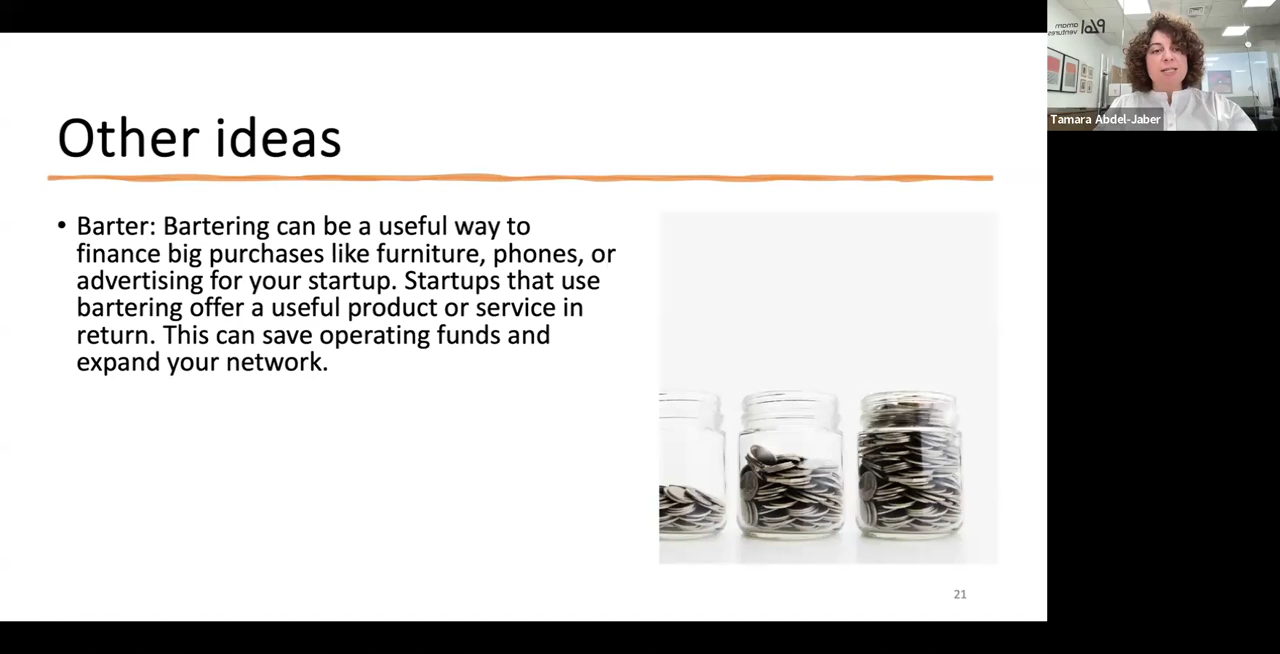 Other ideas
• Barter: Bartering can be a useful way to
finance big purchases like furniture, phones, or
advertising for your startup. Startups that use
bartering offer a useful product or service in
return. This can save operating funds and
expand your network.
21
amam
ventures
Tamara Abdel-Jaber